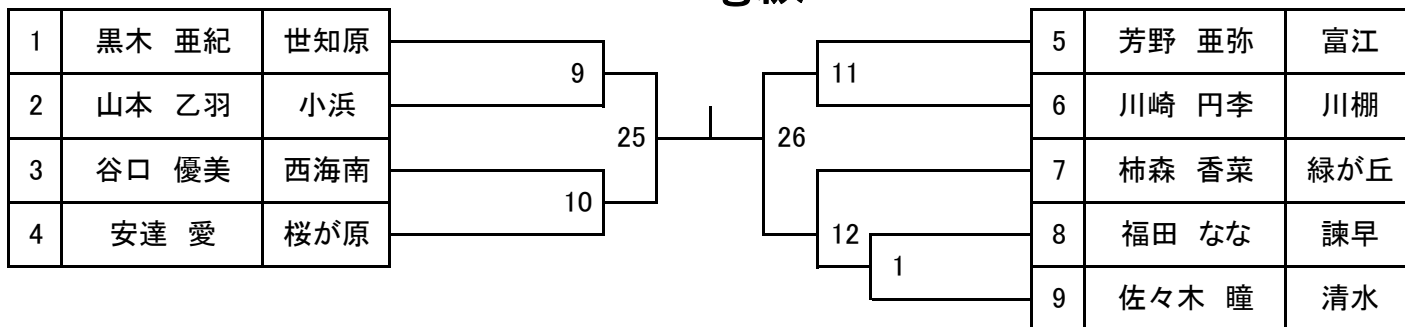 1 黒木 亜紀 世知原
2 山本 乙羽 小浜
3 谷口 優美 西海南
4 安達 愛 桜が原
9
10
25
26
11
12
1
5 芳野 亜弥 富江
6 川崎 円李 川棚
7 柿森 香菜 緑が丘
8 福田 なな 諫早
9 佐々木 瞳 清水